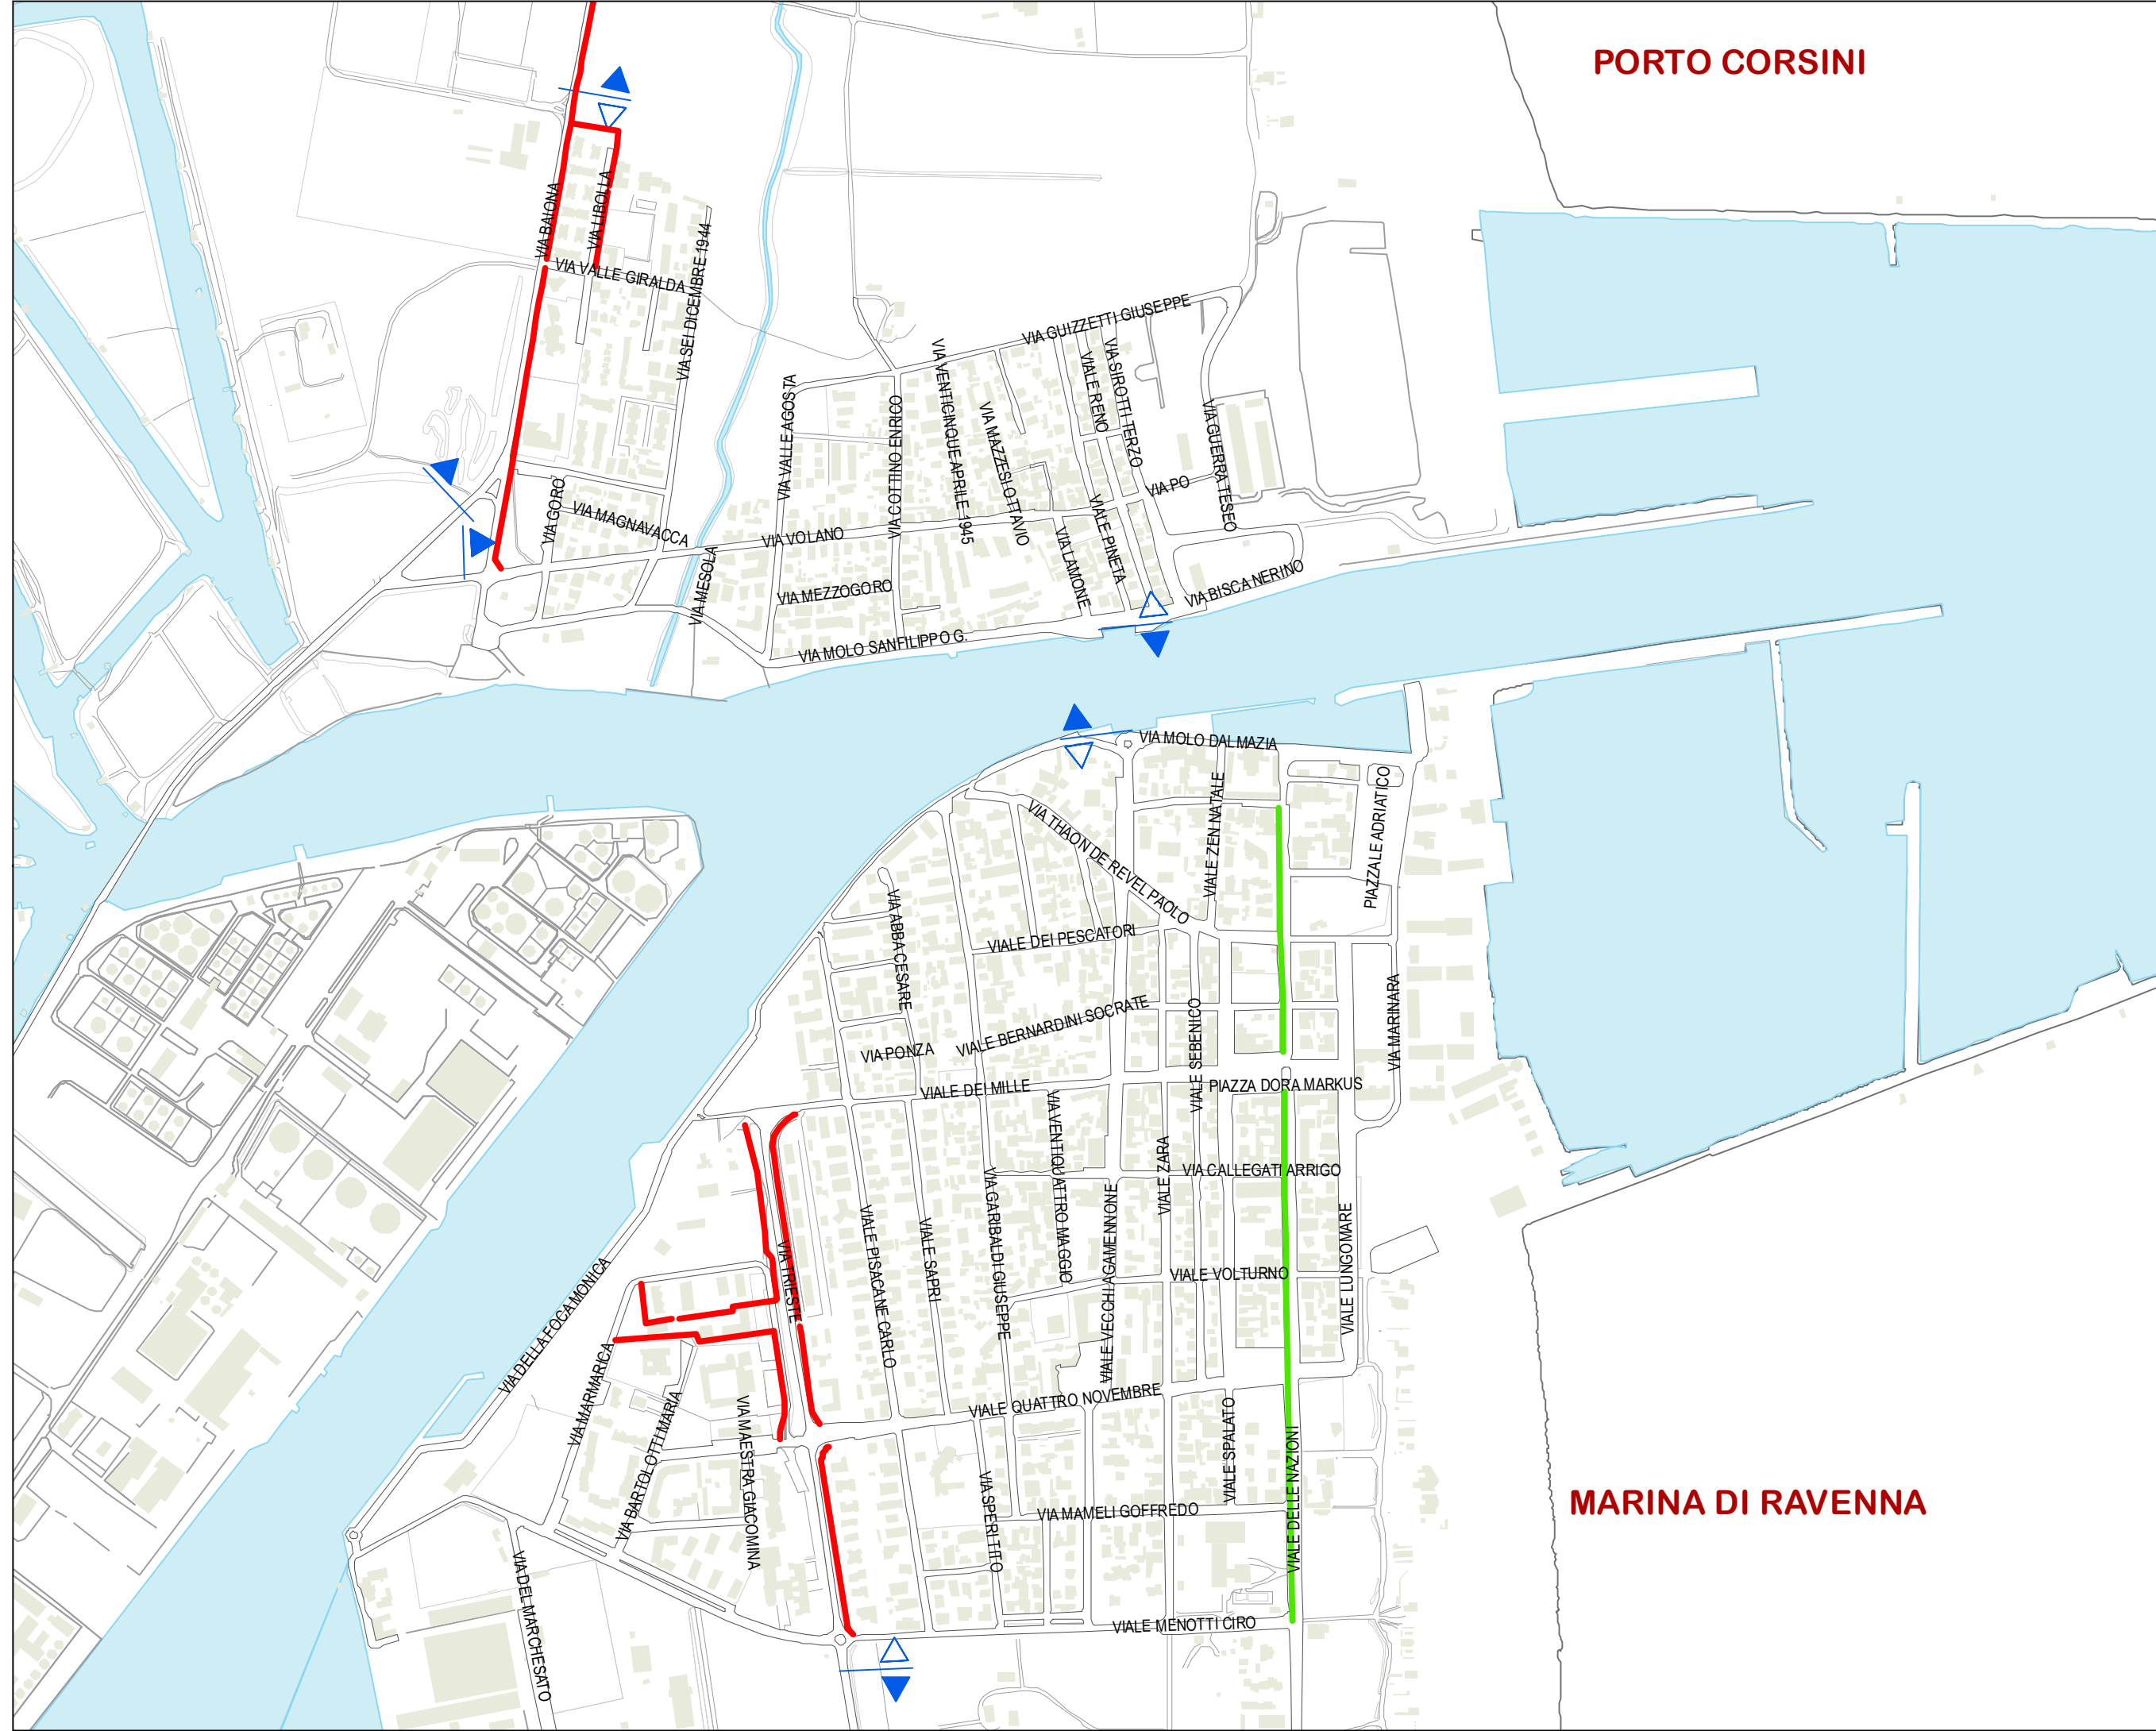 PORTO CORSINI
VIA BAIONA
VIA LIBOLLA
VIA VALLE GIRALDA
VIA SEI DICEMBRE 1944
VIA GUIZZETTI GIUSEPPE
VIA VALLE AGOSTA
VIA COTTINO ENRICO
VIA VENTICINQUE APRILE 1945
VIA MAZZESI OTTAVIO
VIALE RENO
VIA SIROTTI TERZO
VIA GUERRA TESEO
VIA PO
VIA GORO
VIA MAGNAVACCA
VIA VOLANO
VIA LAMONE
VIALE PINETA
VIA MESOLA
VIA MEZZOGORO
VIA BISCA NERINO
VIA MOLO SANFILIPPO G.
VIA MOLO DALMAZIA
VIA THAON DE REVEL PAOLO
VIALE ZEN NATALE
PIAZZALE ADRIATICO
VIA ABBA CESARE
VIALE DEI PESCATORI
VIALE BERNARDINI SOCRATE
VIALE SEBENICO
VIA MARINARA
VIA PONZA
VIALE DEI MILLE
PIAZZA DORA MARKUS
VIA VENTIQUATTRO MAGGIO
VIALE ZARA
VIA CALLEGATI ARRIGO
VIA TRIESTE
VIALE PISACANE CARLO
VIALE SAPRI
VIA GARIBALDI GIUSEPPE
VIALE VECCHI AGAMENNONE
VIALE VOLTURNO
VIALE LUNGOMARE
VIA DELLA FOCA MONICA
VIA MARMARICA
VIA BARTOLOTTI MARIA
VIA MAESTRA GIACOMINA
VIALE QUATTRO NOVEMBRE
VIALE SPALATO
VIALE DELLE NAZIONI
VIA SPERI TITO
VIA MAMELI GOFFREDO
MARINA DI RAVENNA
VIA DEL MARCHESATO
VIALE MENOTTI CIRO